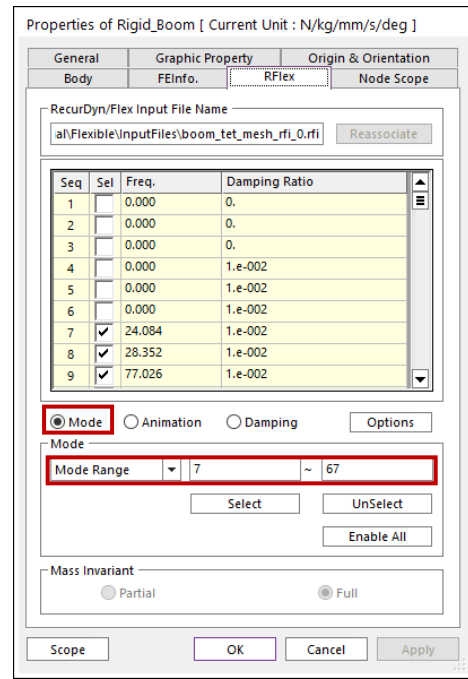 Properties of Rigid_Boom [ Current Unit : N/kg/mm/s/deg ]
General Graphic Property Origin & Orientation
Body FEInfo. RFlex Node Scope
RecurDyn/Flex Input File Name
al\Flexible\InputFiles\boom_tet_mesh_rfi_0.rfi Reassociate
Seq Sel Freq. Damping Ratio
1 0.000 0.
2 0.000 0.
3 0.000 0.
4 0.000 1.e-002
5 0.000 1.e-002
6 0.000 1.e-002
7 24.084 1.e-002
8 28.352 1.e-002
9 77.026 1.e-002
Mode Animation Damping Options
Mode
Mode Range 7 ~ 67
Select UnSelect
Enable All
Mass Invariant
Partial Full
Scope OK Cancel Apply